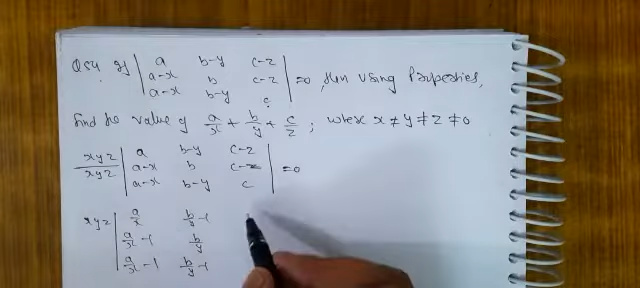 Q54. If | a b-y c-z |
| a-x b c-z | = 0, then using Properties,
| a-x b-y c |
find the value of a/x + b/y + c/z ; where x ≠ y ≠ z ≠ 0
xyz/xyz | a b-y c-z |
| a-x b c-z | = 0
| a-x b-y c |
xyz | a/x b/y-1
| a/x-1 b/y
| a/x-1 b/y-1